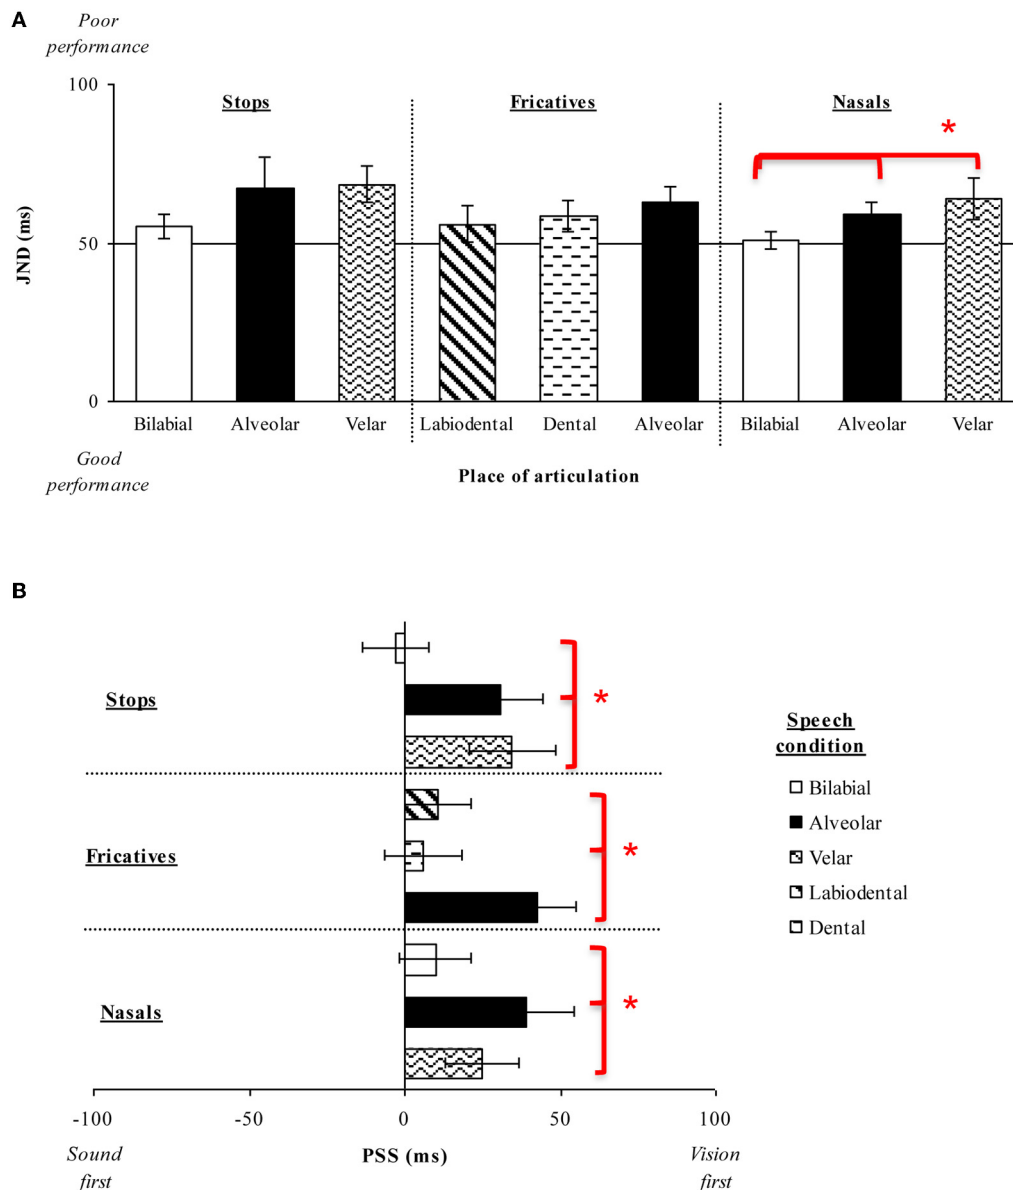 A
Poor
performance
100
Stops
Fricatives
Nasals
*
JND (ms)
50
0
Bilabial Alveolar Velar Labiodental Dental Alveolar Bilabial Alveolar Velar
Good
performance
Place of articulation
B
Stops
*
Fricatives
*
Nasals
*
Speech
condition
Bilabial
Alveolar
Velar
Labiodental
Dental
-100 -50 0 50 100
Sound
first
PSS (ms)
Vision
first